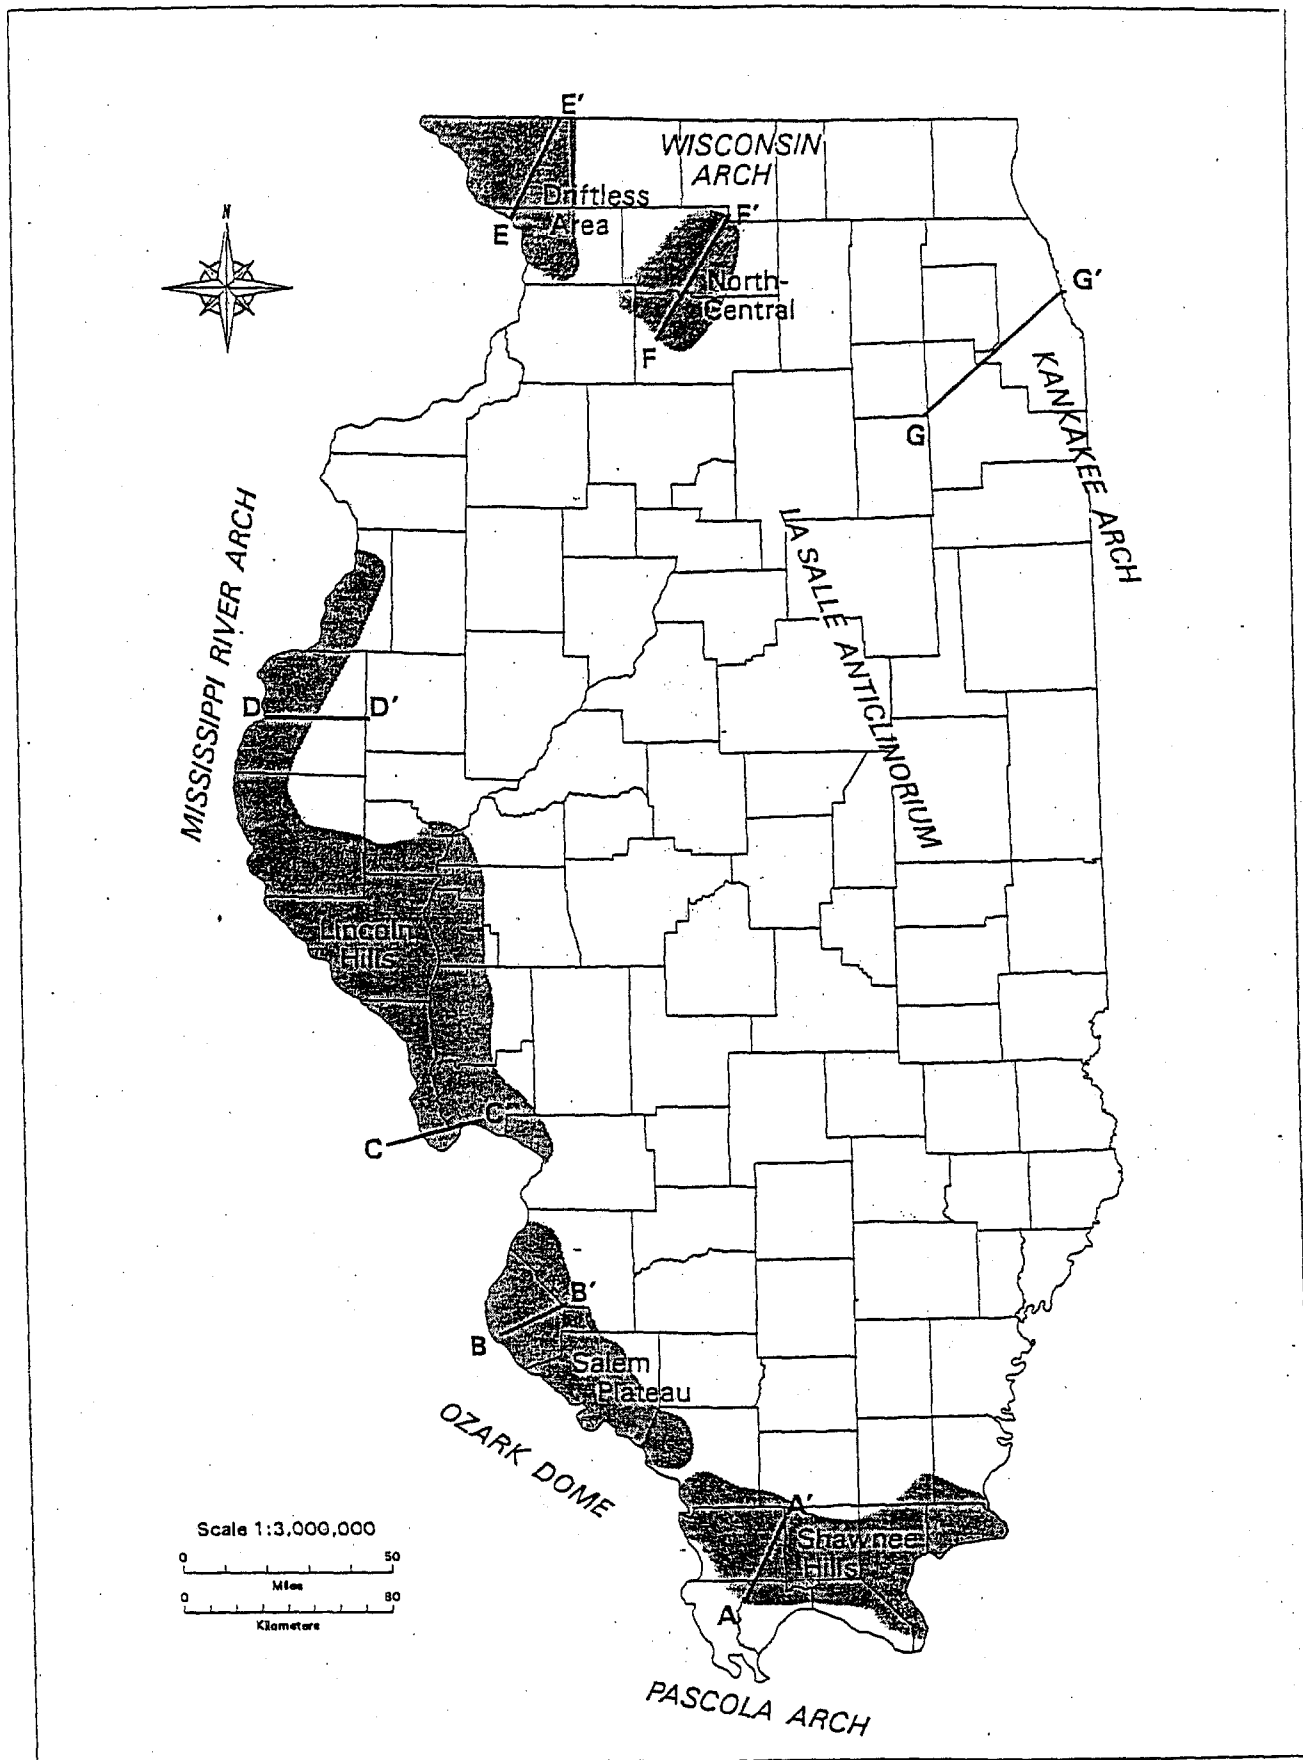 E'
WISCONSIN
ARCH
Driftless
Area
E
F'
North-
Central
F
N
G'
G
KANKAKEE ARCH
LA SALLE ANTICLINORIUM
MISSISSIPPI RIVER ARCH
D
D'
Lincoln
Hills
C'
C
B'
B
Salem
Plateau
OZARK DOME
A'
Shawnee
Hills
A
Scale 1:3,000,000
0 50
Miles
0 80
Kilometers
PASCOLA ARCH